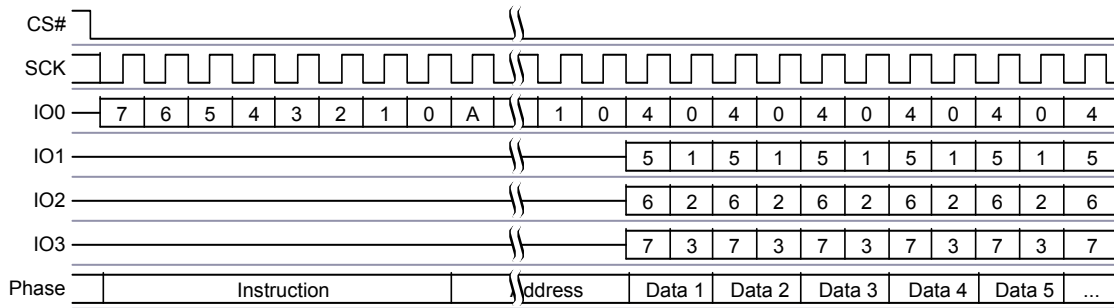 CS#
SCK
IO0 7 6 5 4 3 2 1 0 A 1 0 4 0 4 0 4 0 4 0 4 0 4
IO1 5 1 5 1 5 1 5 1 5 1 5
IO2 6 2 6 2 6 2 6 2 6 2 6
IO3 7 3 7 3 7 3 7 3 7 3 7
Phase Instruction Address Data 1 Data 2 Data 3 Data 4 Data 5 ...